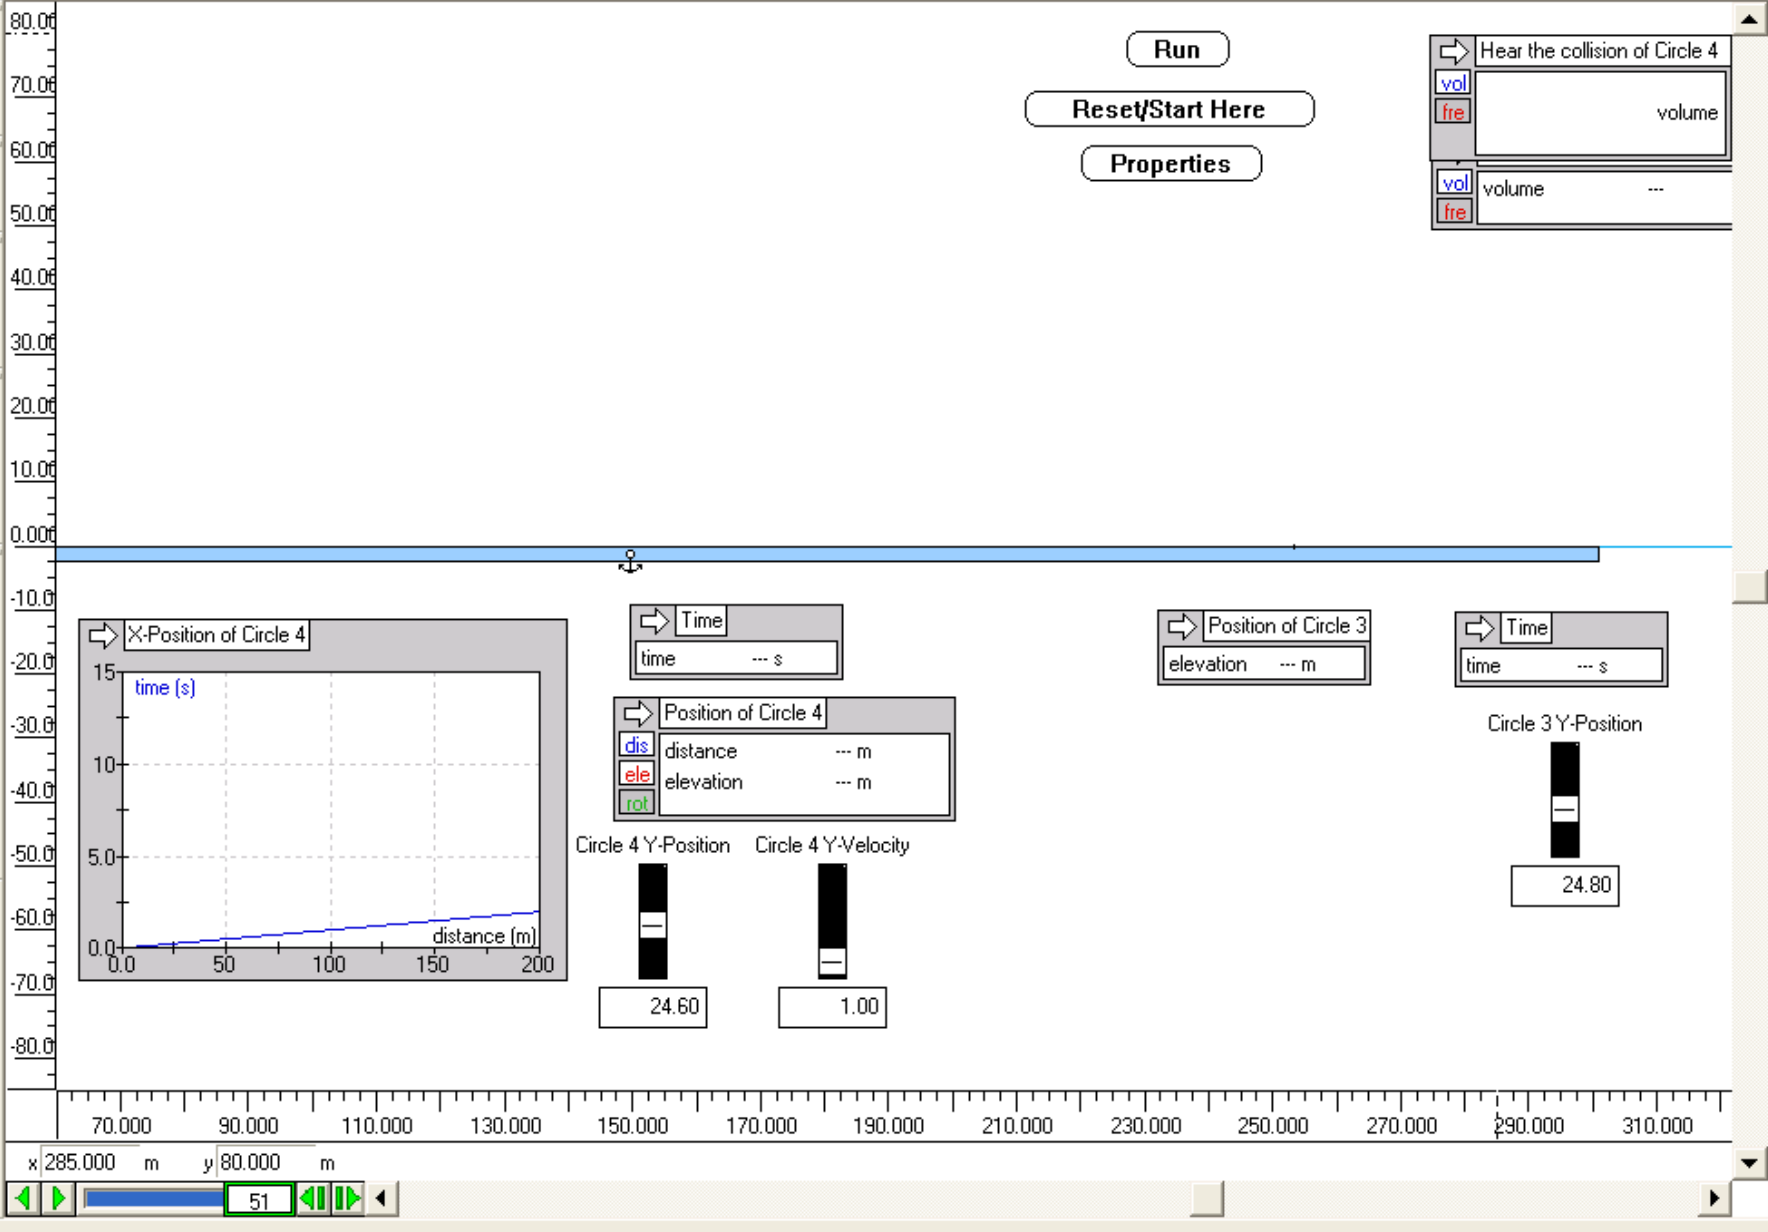 80.00
70.00
60.00
50.00
40.00
30.00
20.00
10.00
0.000
-10.0
-20.0
-30.0
-40.0
-50.0
-60.0
-70.0
-80.0
Run
Reset/Start Here
Properties
Hear the collision of Circle 4
vol
fre
volume
vol
fre
volume ---
X-Position of Circle 4
time (s)
15
10
5.0
0.0
distance (m)
0.0 50 100 150 200
Time
time --- s
Position of Circle 4
dis
ele
rot
distance --- m
elevation --- m
Circle 4 Y-Position
24.60
Circle 4 Y-Velocity
1.00
Position of Circle 3
elevation --- m
Time
time --- s
Circle 3 Y-Position
24.80
70.000 90.000 110.000 130.000 150.000 170.000 190.000 210.000 230.000 250.000 270.000 290.000 310.000
x 285.000 m y 80.000 m
51